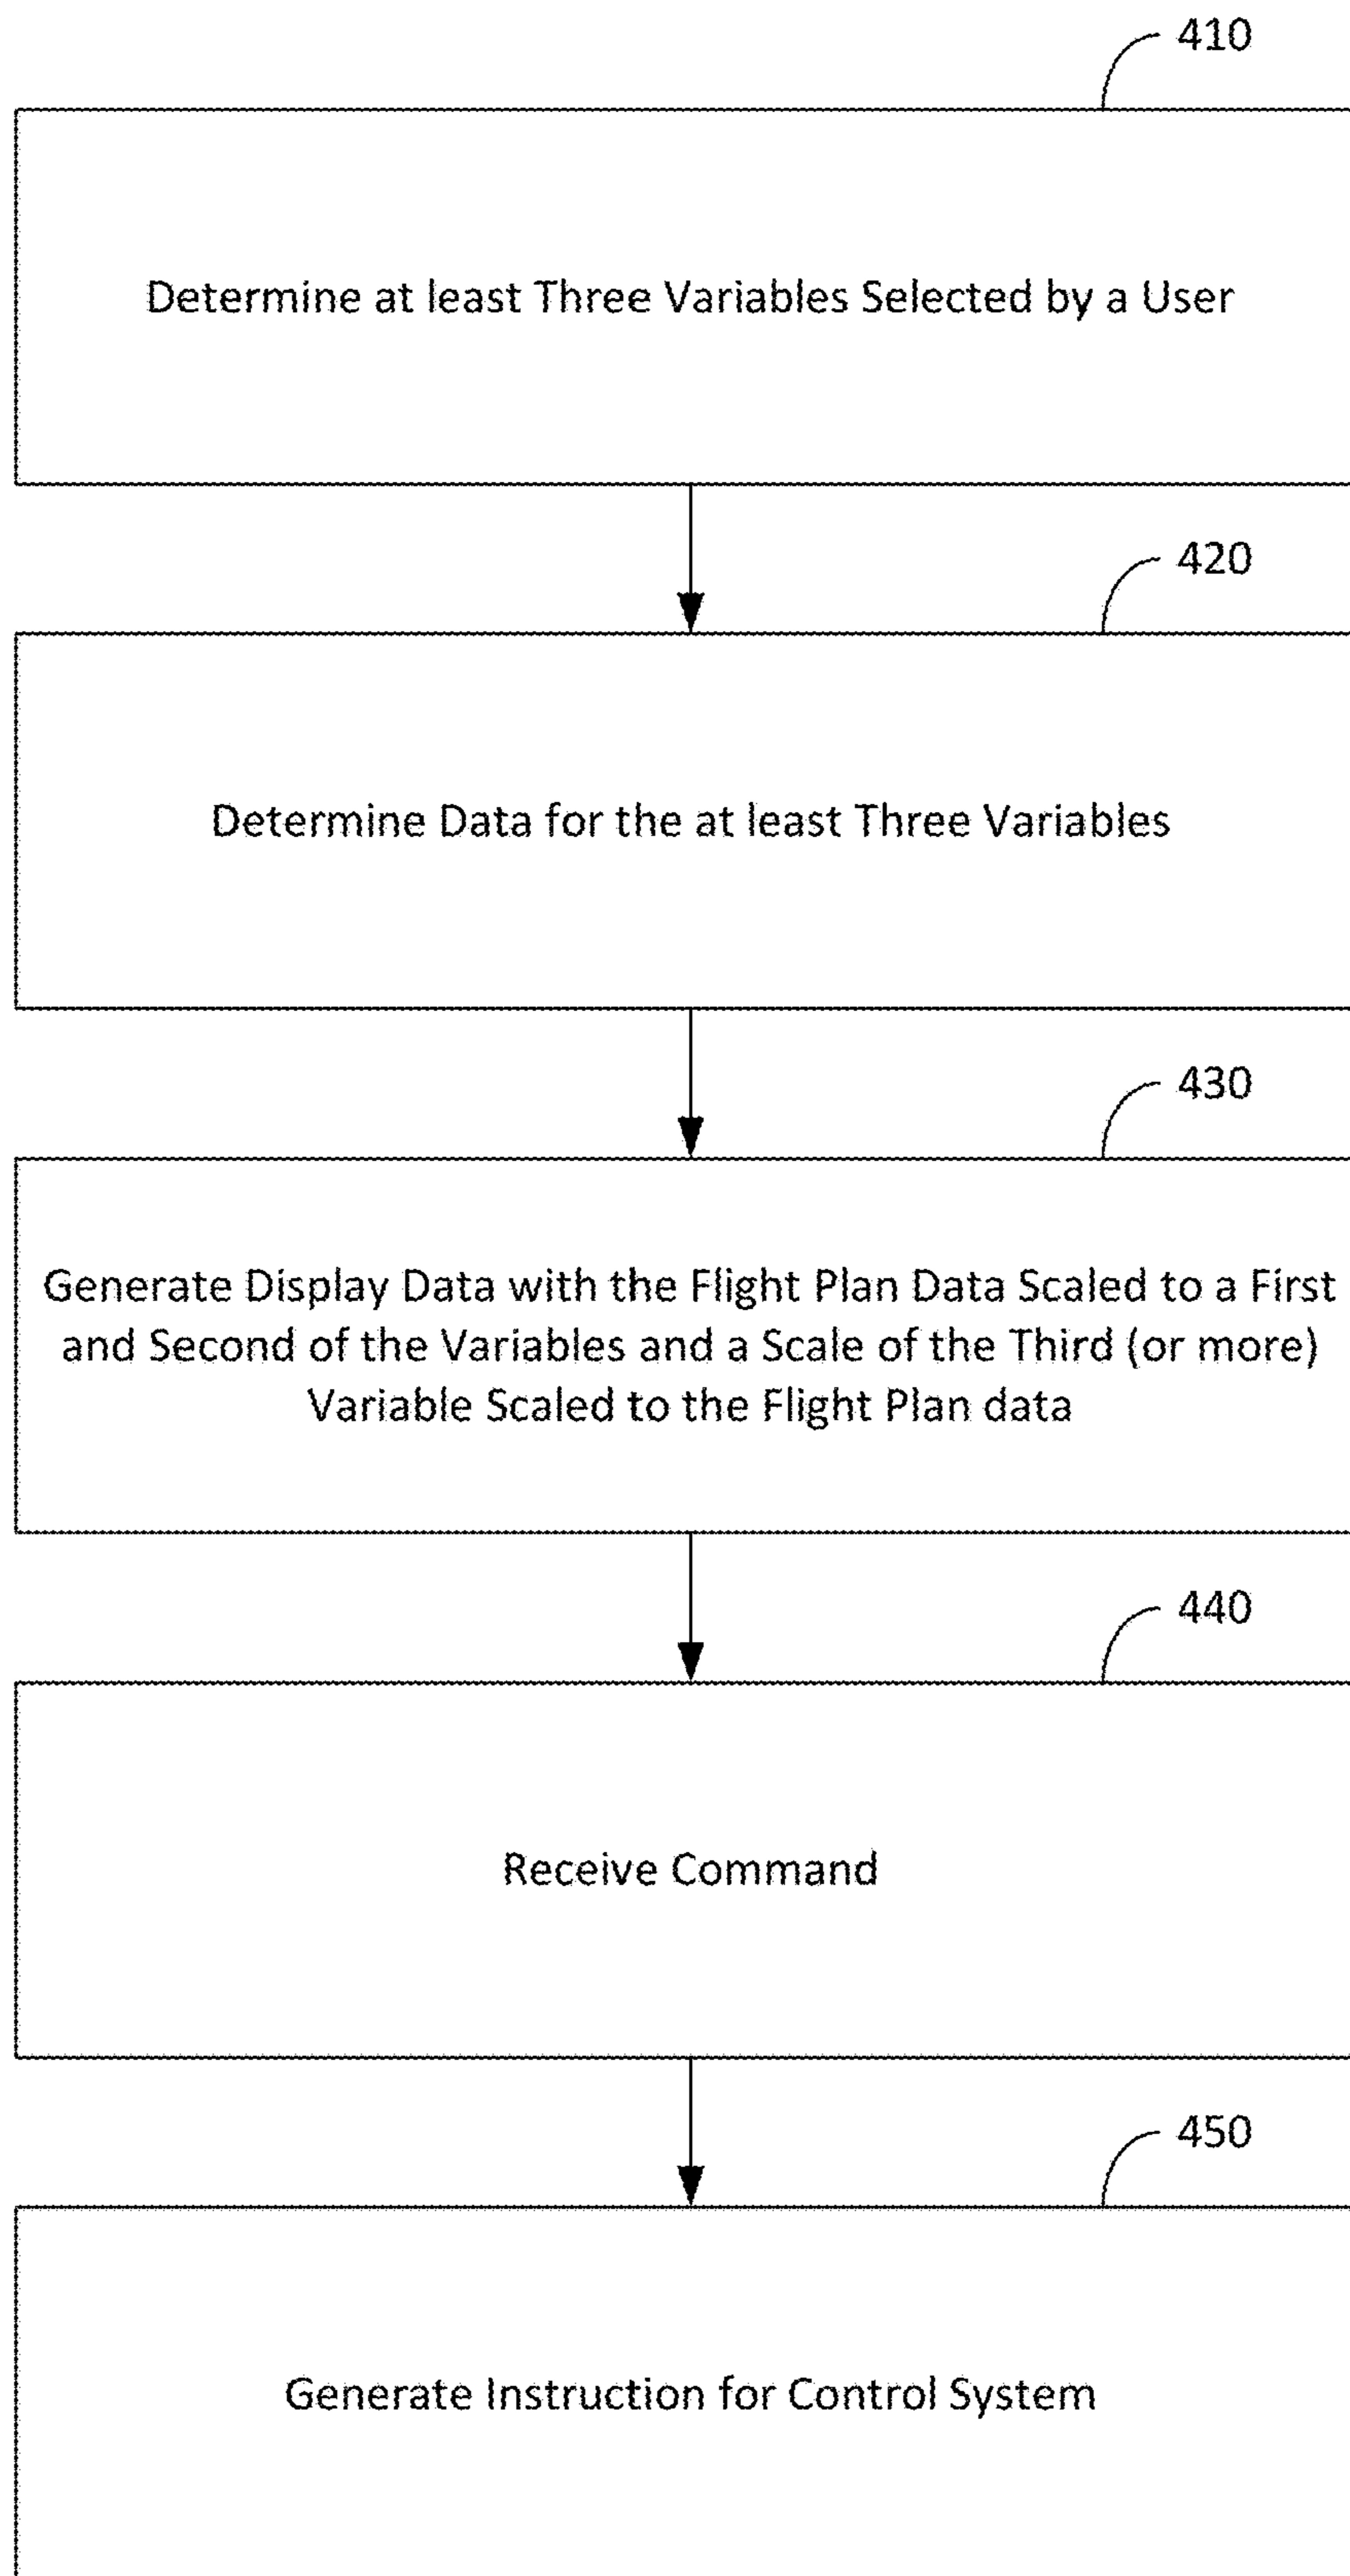 410
Determine at least Three Variables Selected by a User
420
Determine Data for the at least Three Variables
430
Generate Display Data with the Flight Plan Data Scaled to a First
and Second of the Variables and a Scale of the Third (or more)
Variable Scaled to the Flight Plan data
440
Receive Command
450
Generate Instruction for Control System